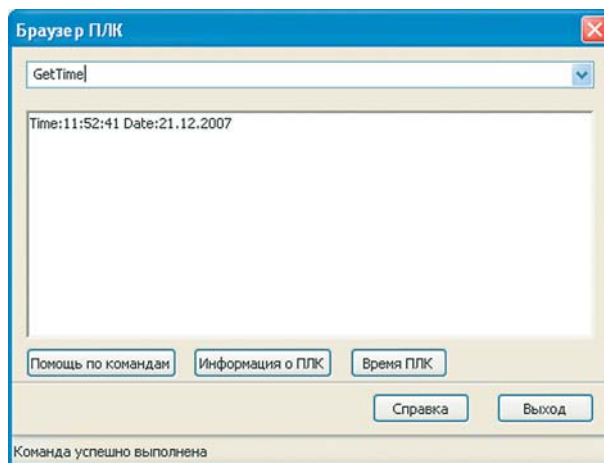 Браузер ПЛК
GetTime
Time:11:52:41 Date:21.12.2007
Помощь по командам Информация о ПЛК Время ПЛК
Справка Выход
Команда успешно выполнена